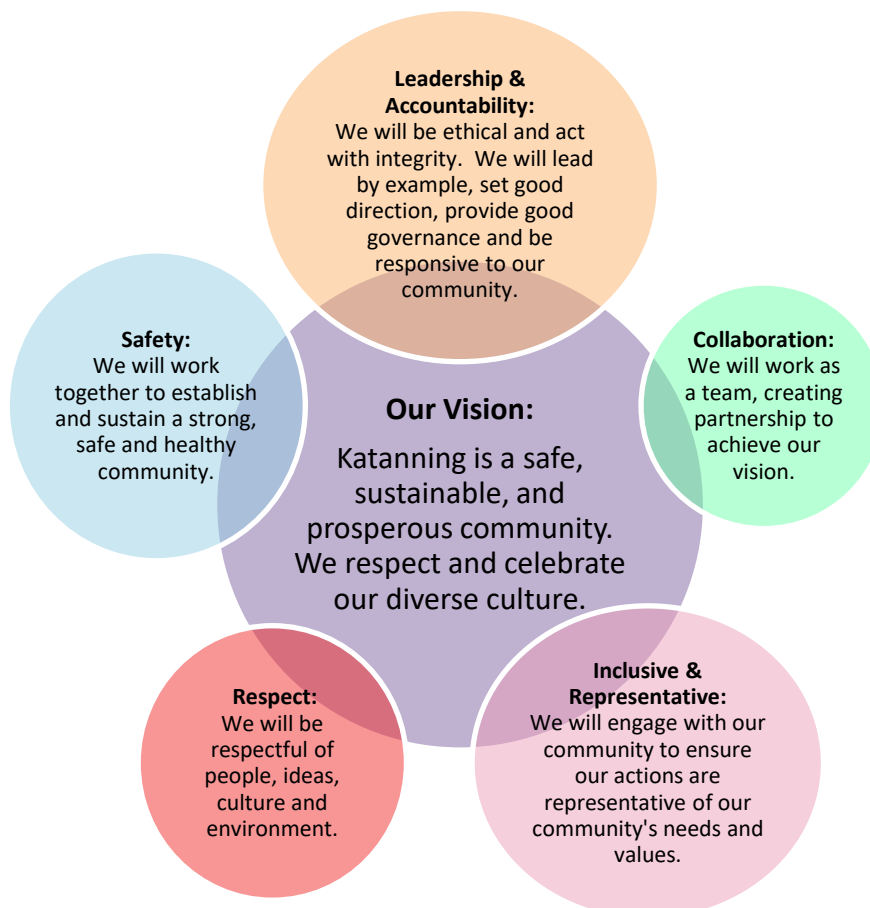 Leadership &
Accountability:
We will be ethical and act
with integrity.  We will lead
by example, set good
direction, provide good
governance and be
responsive to our
community.
Safety:
We will work
together to establish
and sustain a strong,
safe and healthy
community.
Collaboration:
We will work as
a team, creating
partnership to
achieve our
vision.
Our Vision:
Katanning is a safe,
sustainable, and
prosperous community.
We respect and celebrate
our diverse culture.
Respect:
We will be
respectful of
people, ideas,
culture and
environment.
Inclusive &
Representative:
We will engage with our
community to ensure
our actions are
representative of our
community's needs and
values.